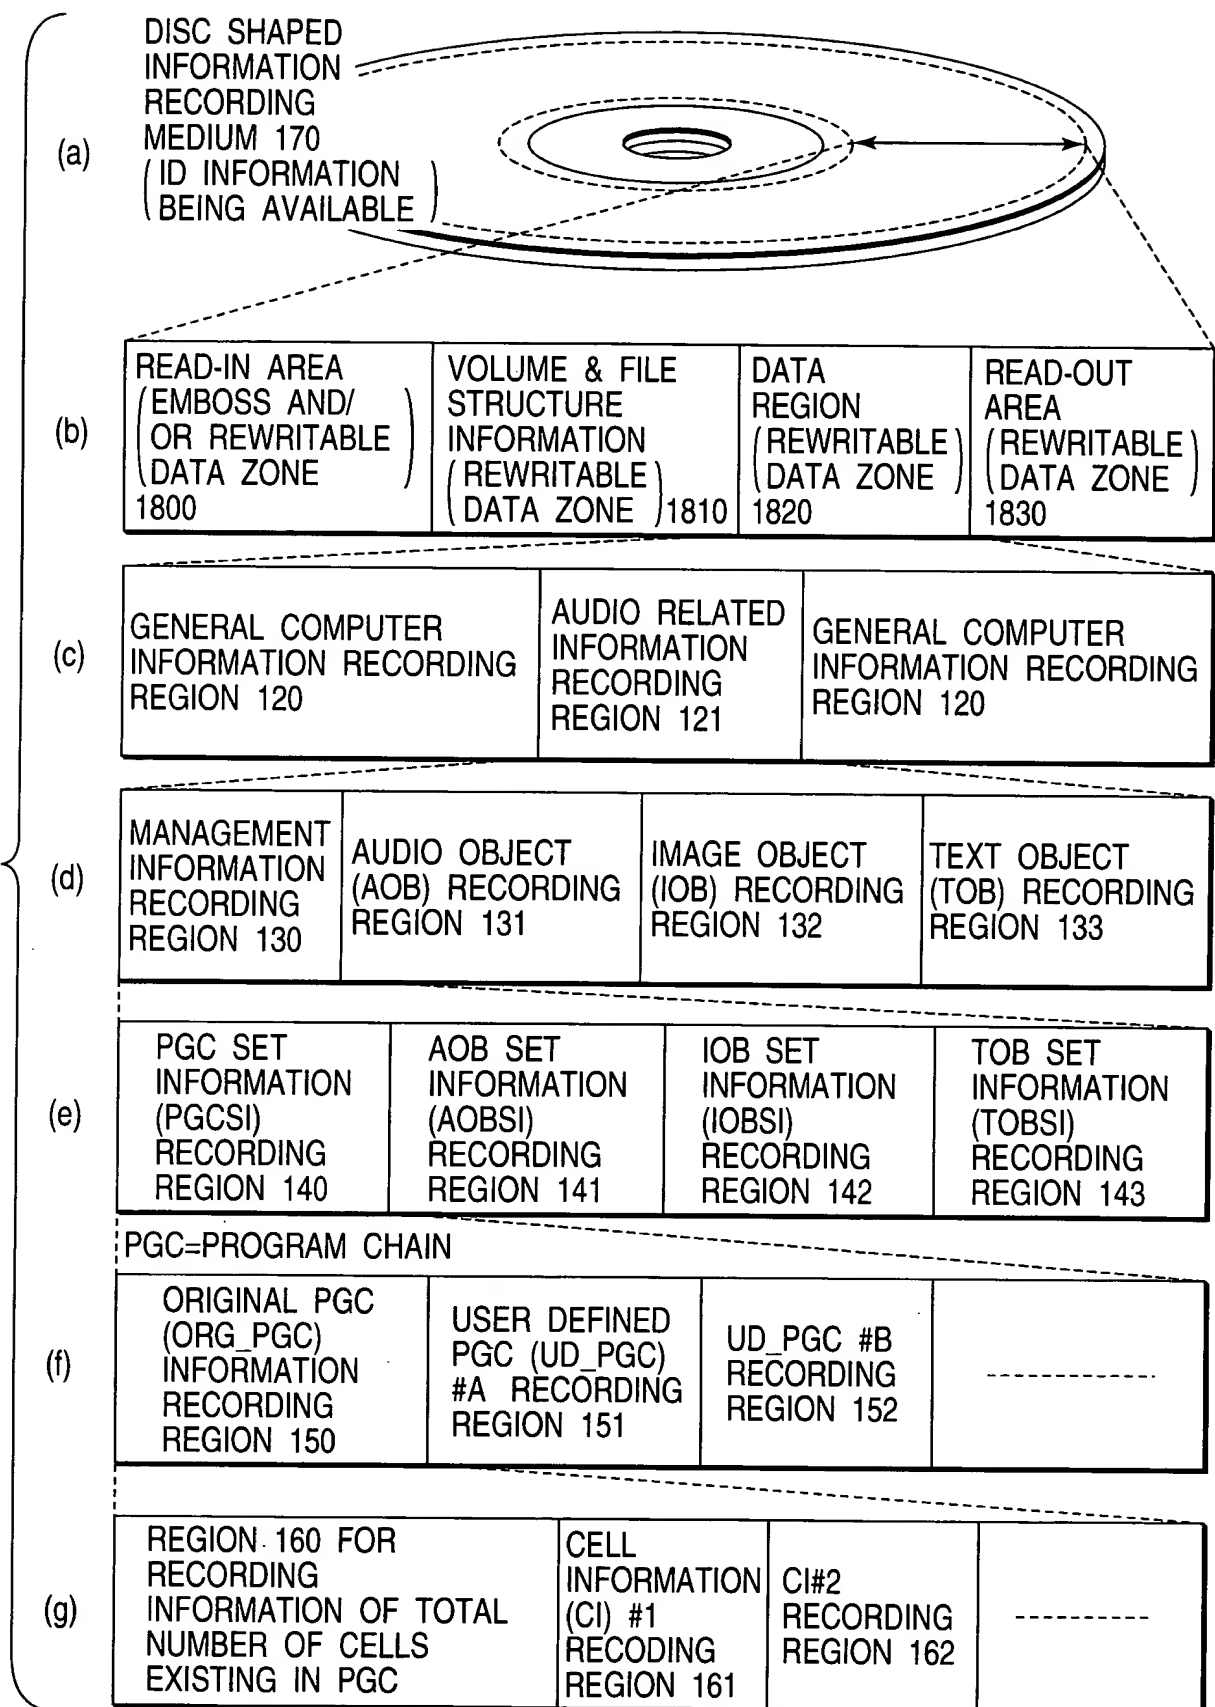 (a)
DISC SHAPED
INFORMATION
RECORDING
MEDIUM 170
(ID INFORMATION
BEING AVAILABLE)
(b)
READ-IN AREA
(EMBOSS AND/
OR REWRITABLE
DATA ZONE)
1800
VOLUME & FILE
STRUCTURE
INFORMATION
(REWRITABLE
DATA ZONE)1810
DATA
REGION
(REWRITABLE
DATA ZONE)
1820
READ-OUT
AREA
(REWRITABLE
DATA ZONE)
1830
(c)
GENERAL COMPUTER
INFORMATION RECORDING
REGION 120
AUDIO RELATED
INFORMATION
RECORDING
REGION 121
GENERAL COMPUTER
INFORMATION RECORDING
REGION 120
(d)
MANAGEMENT
INFORMATION
RECORDING
REGION 130
AUDIO OBJECT
(AOB) RECORDING
REGION 131
IMAGE OBJECT
(IOB) RECORDING
REGION 132
TEXT OBJECT
(TOB) RECORDING
REGION 133
(e)
PGC SET
INFORMATION
(PGCSI)
RECORDING
REGION 140
AOB SET
INFORMATION
(AOBSI)
RECORDING
REGION 141
IOB SET
INFORMATION
(IOBSI)
RECORDING
REGION 142
TOB SET
INFORMATION
(TOBSI)
RECORDING
REGION 143
PGC=PROGRAM CHAIN
(f)
ORIGINAL PGC
(ORG_PGC)
INFORMATION
RECORDING
REGION 150
USER DEFINED
PGC (UD_PGC)
#A RECORDING
REGION 151
UD_PGC #B
RECORDING
REGION 152
(g)
REGION 160 FOR
RECORDING
INFORMATION OF TOTAL
NUMBER OF CELLS
EXISTING IN PGC
CELL
INFORMATION
(CI) #1
RECODING
REGION 161
CI#2
RECORDING
REGION 162